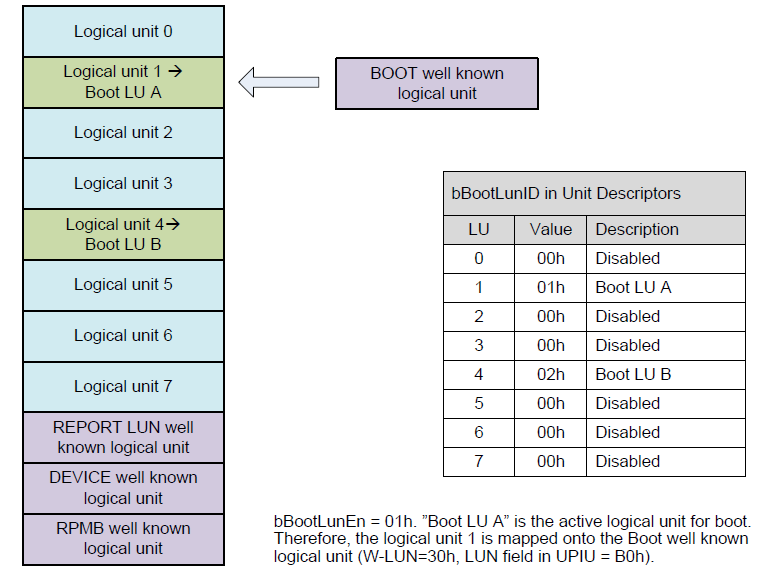 Logical unit 0
Logical unit 1 →
Boot LU A
Logical unit 2
Logical unit 3
Logical unit 4→
Boot LU B
Logical unit 5
Logical unit 6
Logical unit 7
REPORT LUN well
known logical unit
DEVICE well known
logical unit
RPMB well known
logical unit
BOOT well known
logical unit
bBootLunID in Unit Descriptors
LU Value Description
0 00h Disabled
1 01h Boot LU A
2 00h Disabled
3 00h Disabled
4 02h Boot LU B
5 00h Disabled
6 00h Disabled
7 00h Disabled
bBootLunEn = 01h. ”Boot LU A” is the active logical unit for boot.
Therefore, the logical unit 1 is mapped onto the Boot well known
logical unit (W-LUN=30h, LUN field in UPIU = B0h).